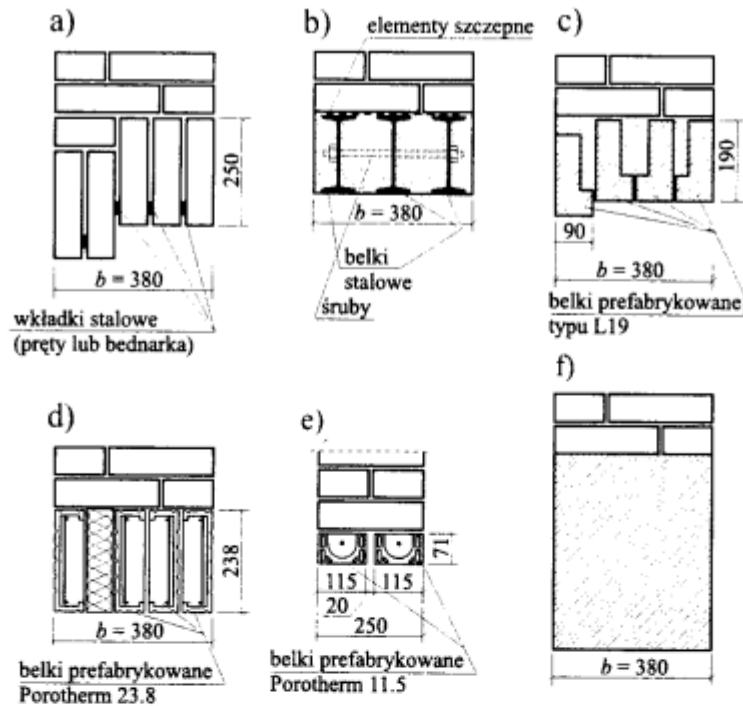 a)
b)
elementy szczepne
c)
250
190
90
b = 380
b = 380
b = 380
wkładki stalowe
(pręty lub bednarka)
belki
stalowe
śruby
belki prefabrykowane
typu L19
d)
e)
f)
238
71
115
115
20
250
b = 380
b = 380
belki prefabrykowane
Porotherm 23.8
belki prefabrykowane
Porotherm 11.5